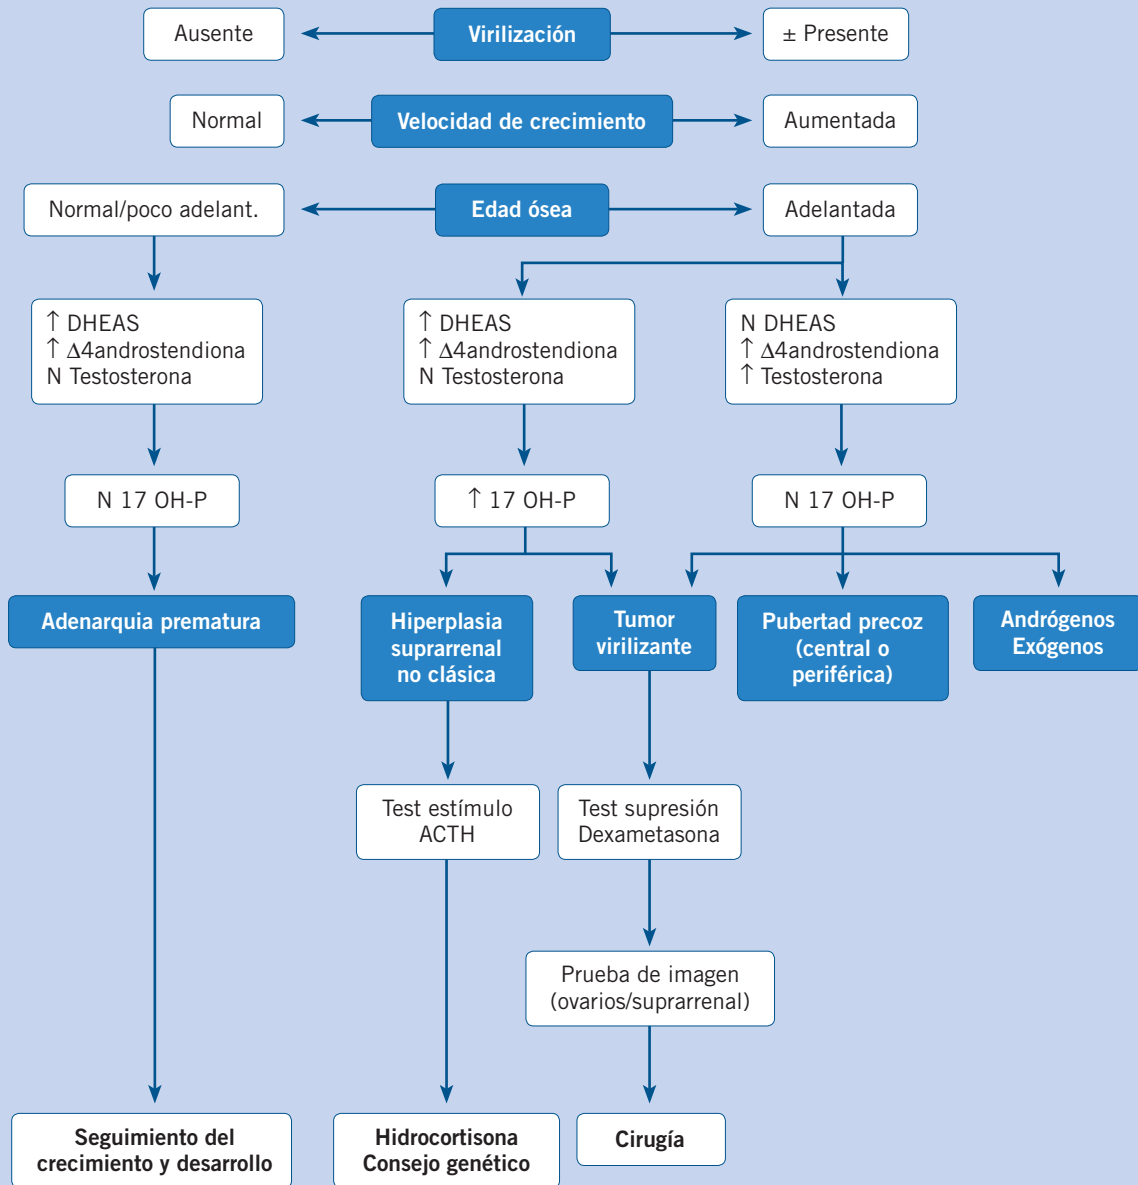 Ausente
Virilización
± Presente
Normal
Velocidad de crecimiento
Aumentada
Normal/poco adelant.
Edad ósea
Adelantada
↑ DHEAS
↑ Δ4androstendiona
N Testosterona
↑ DHEAS
↑ Δ4androstendiona
N Testosterona
N DHEAS
↑ Δ4androstendiona
↑ Testosterona
N 17 OH-P
↑ 17 OH-P
N 17 OH-P
Adenarquia prematura
Hiperplasia
suprarrenal
no clásica
Tumor
virilizante
Pubertad precoz
(central o
periférica)
Andrógenos
Exógenos
Test estímulo
ACTH
Test supresión
Dexametasona
Prueba de imagen
(ovarios/suprarrenal)
Seguimiento del
crecimiento y desarrollo
Hidrocortisona
Consejo genético
Cirugía